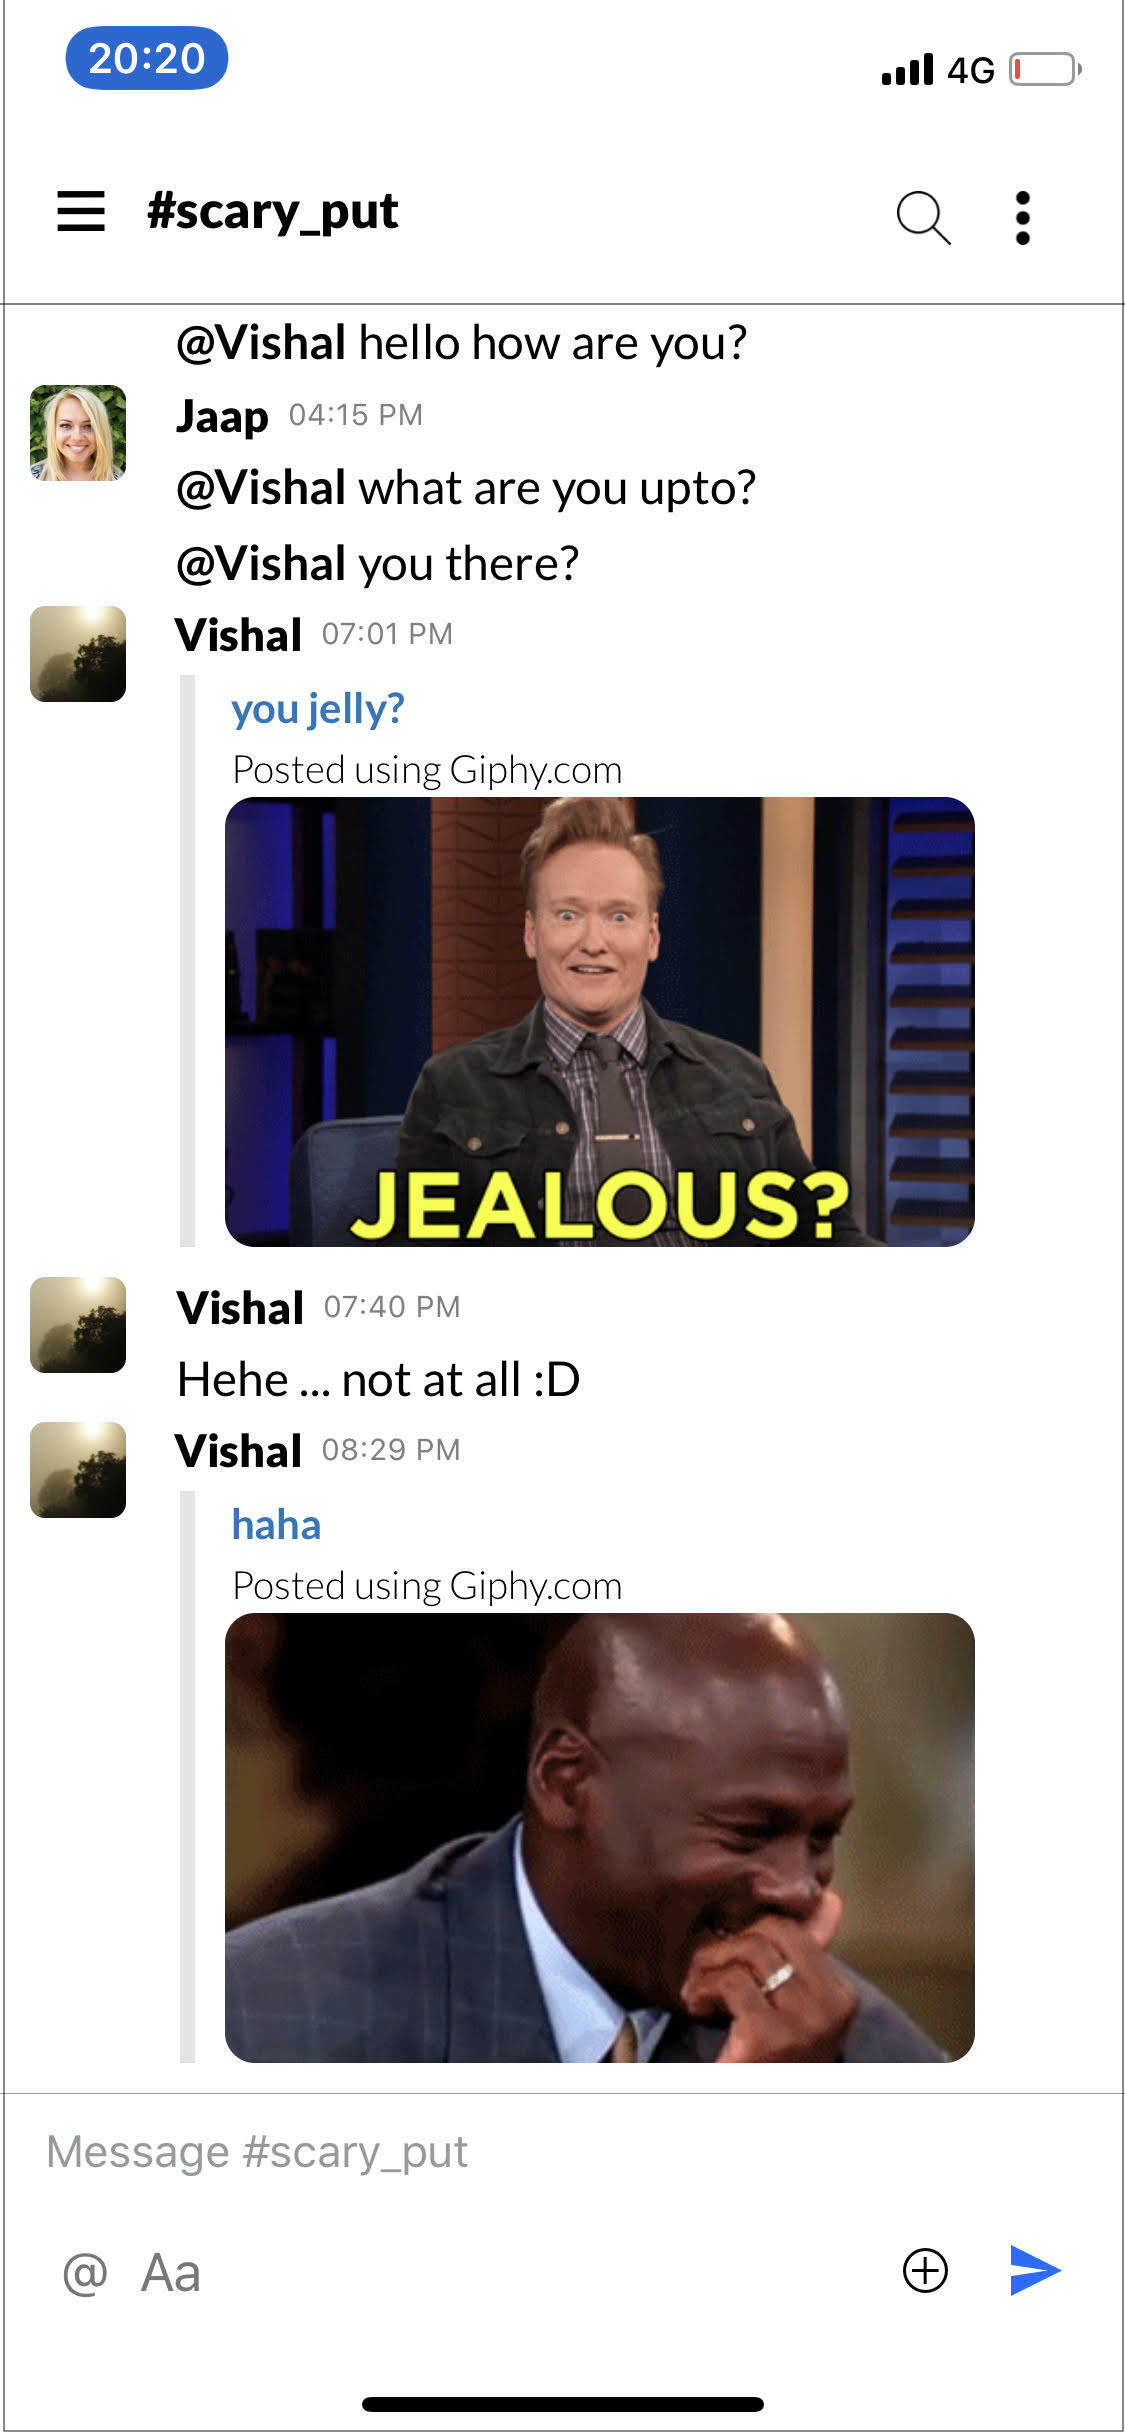 20:20
4G
#scary_put
@Vishal hello how are you?
Jaap 04:15 PM
@Vishal what are you upto?
@Vishal you there?
Vishal 07:01 PM
you jelly?
Posted using Giphy.com
JEALOUS?
Vishal 07:40 PM
Hehe ... not at all :D
Vishal 08:29 PM
haha
Posted using Giphy.com
Message #scary_put
@ Aa